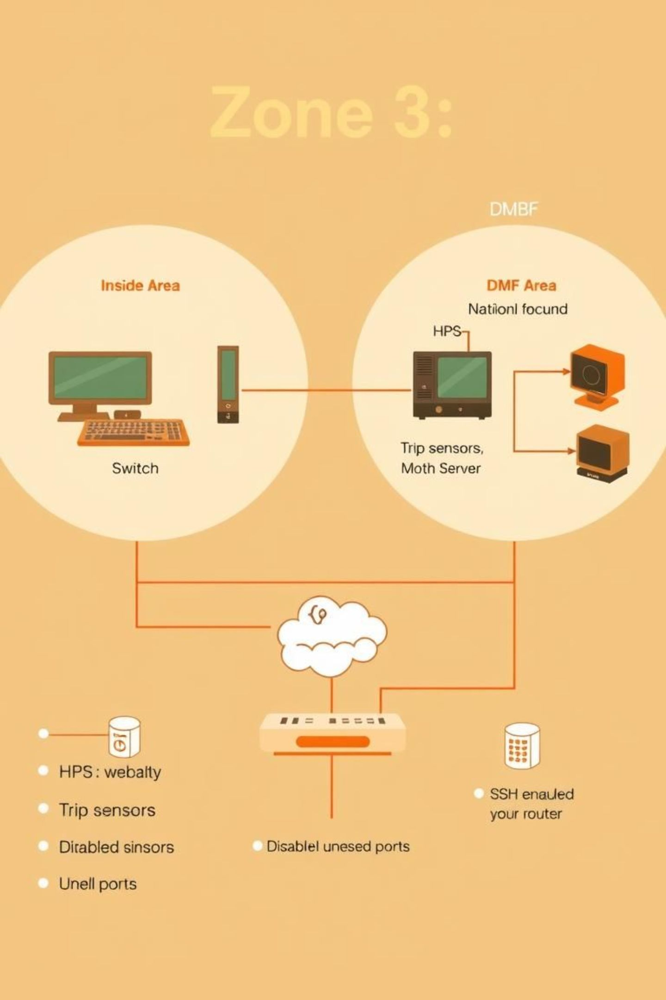 Zone 3:
DMBF
Inside Area
DMF Area
Natiionl focund
HPS
Trip sensors,
Moth Server
Switch
HPS: webalty
Trip sensors
Dirabled sinsors
Unell ports
Disablel unesed ports
SSH enauled
your router